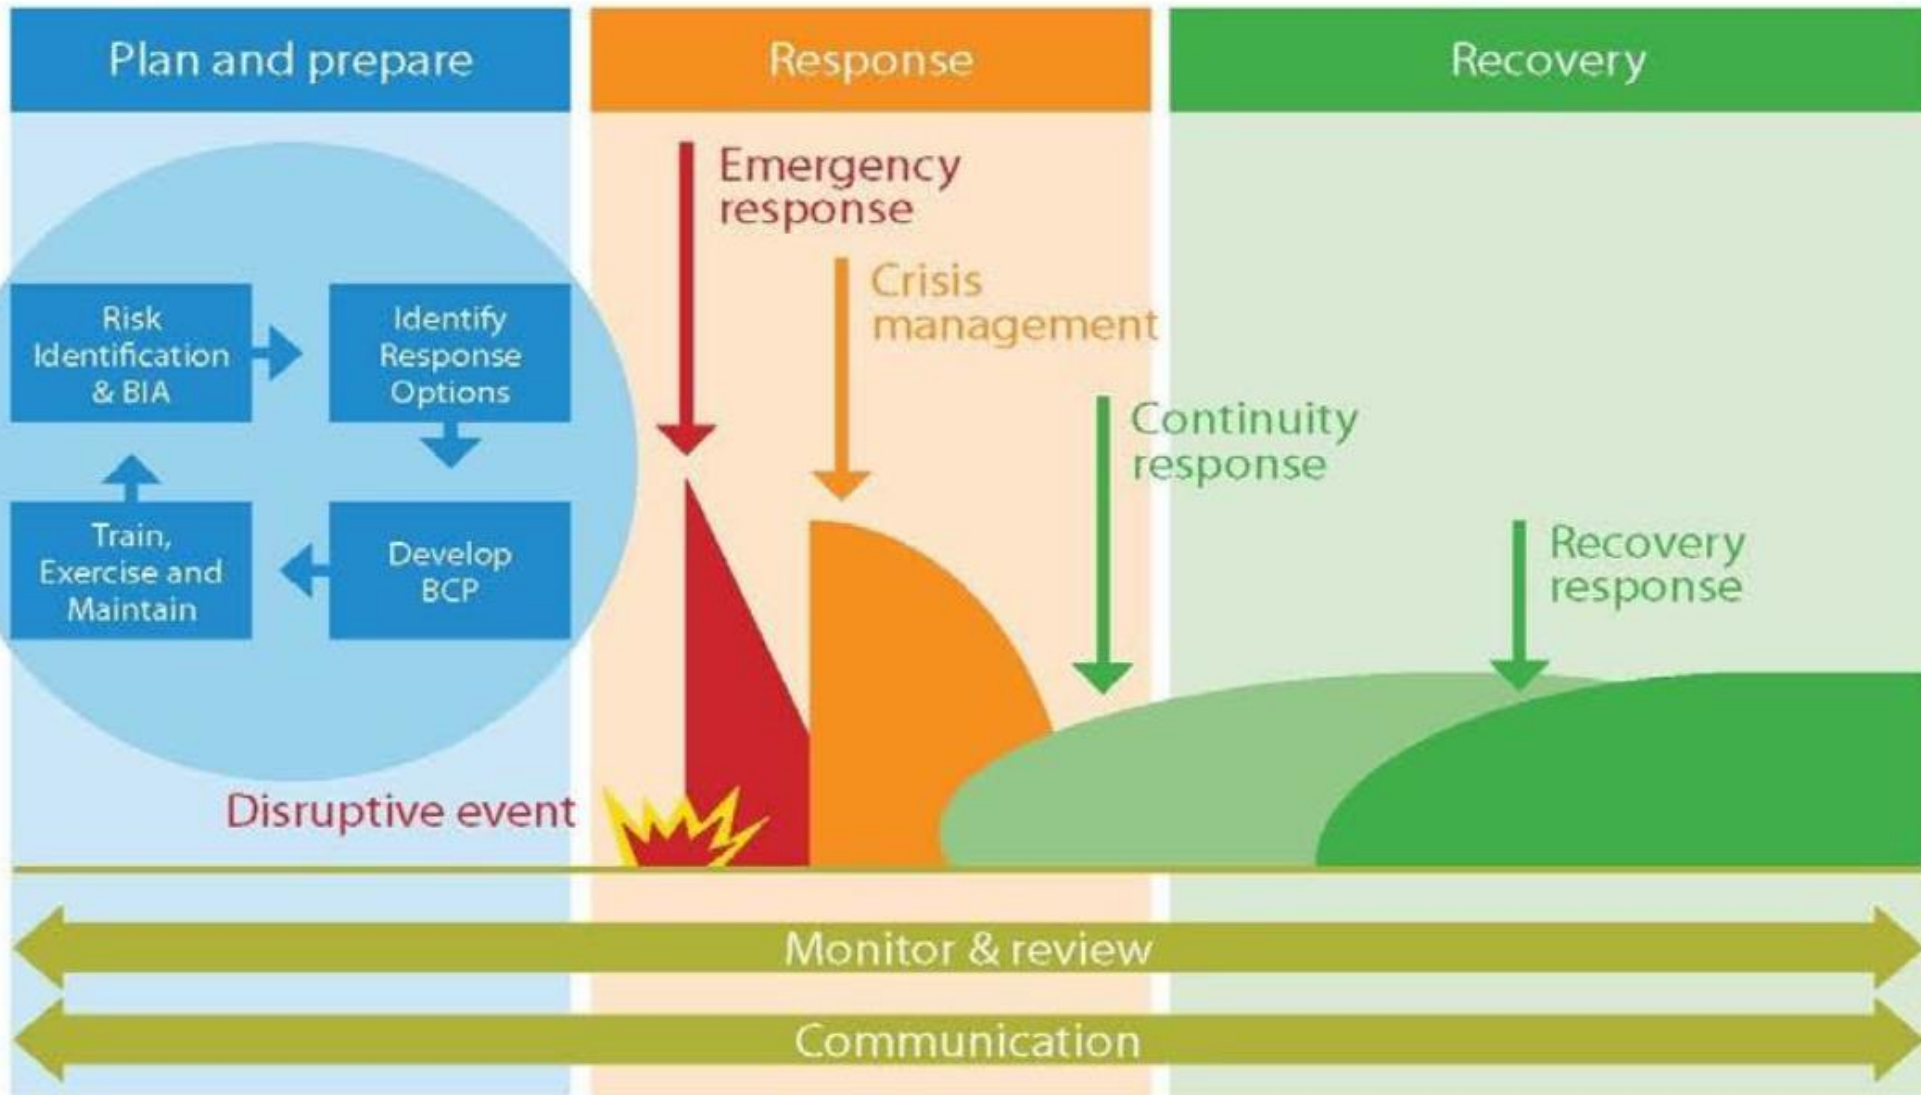 Plan and prepare
Response
Recovery
Emergency
response
Crisis
management
Risk
Identification
& BIA
Identify
Response
Options
Continuity
response
Train,
Exercise and
Maintain
Develop
BCP
Recovery
response
Disruptive event
Monitor & review
Communication